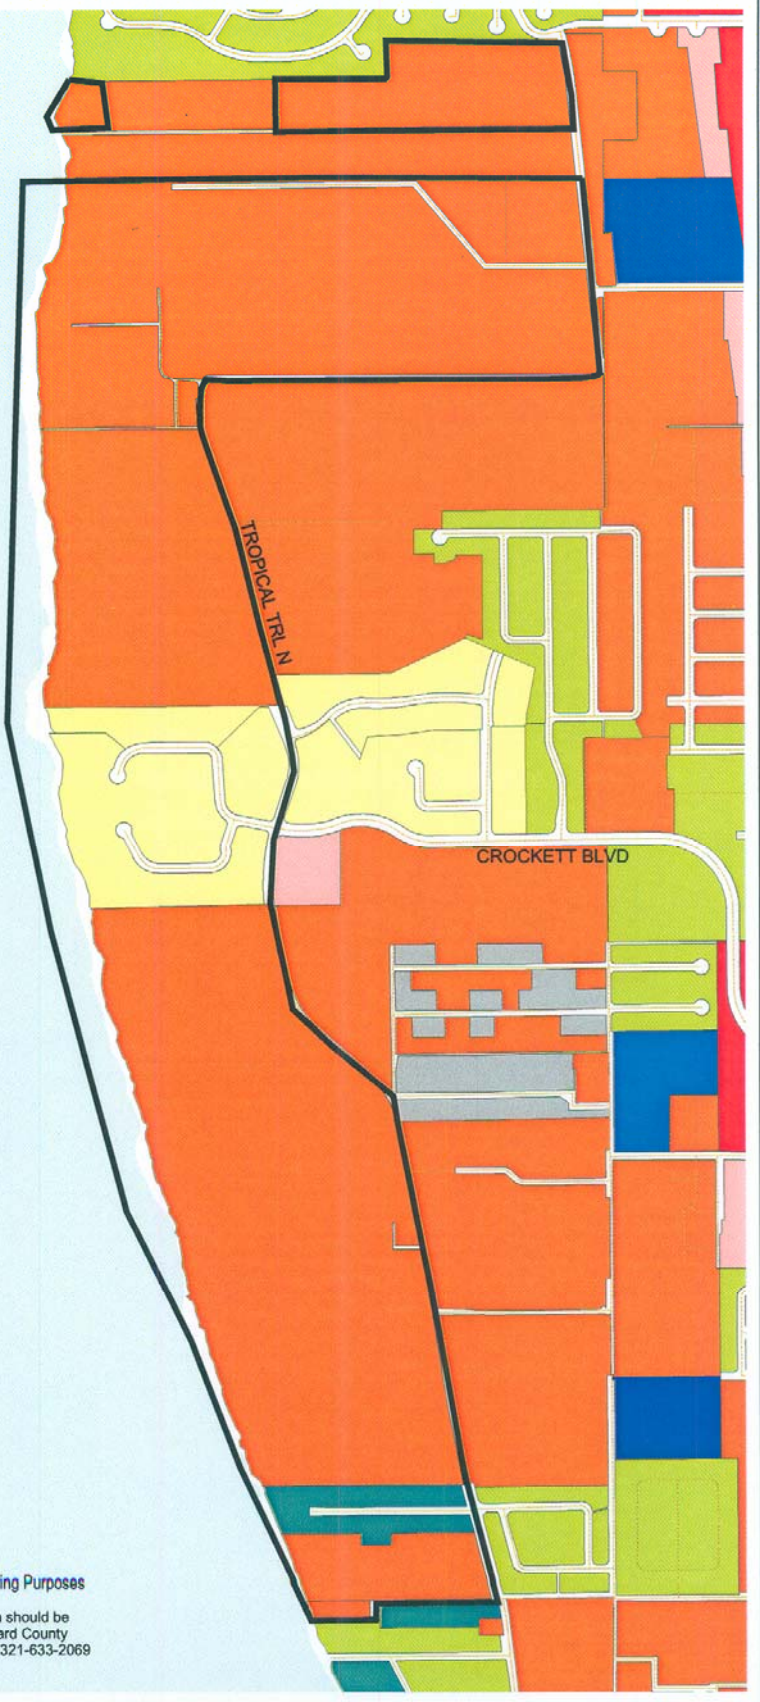 TROPICAL TRL N
CROCKETT BLVD
ing Purposes
should be
ard County
321-633-2069